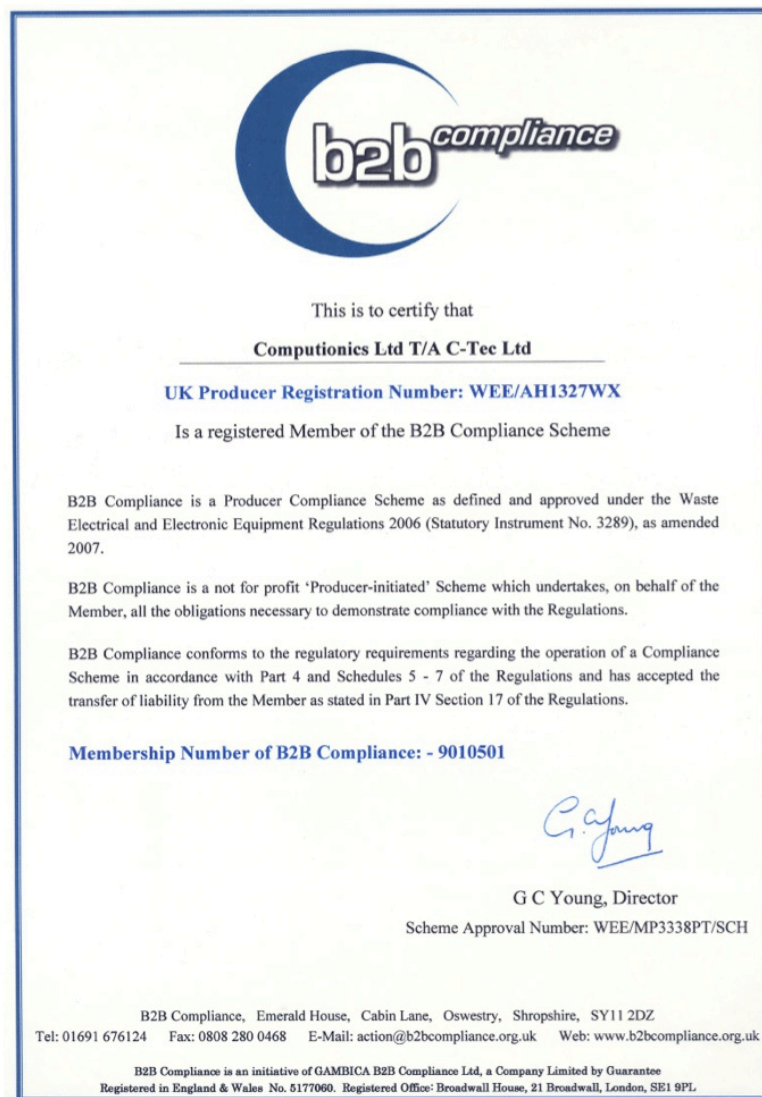 b2b compliance
This is to certify that
Computionics Ltd T/A C-Tec Ltd
UK Producer Registration Number: WEE/AH1327WX
Is a registered Member of the B2B Compliance Scheme
B2B Compliance is a Producer Compliance Scheme as defined and approved under the Waste
Electrical and Electronic Equipment Regulations 2006 (Statutory Instrument No. 3289), as amended
2007.
B2B Compliance is a not for profit ‘Producer-initiated’ Scheme which undertakes, on behalf of the
Member, all the obligations necessary to demonstrate compliance with the Regulations.
B2B Compliance conforms to the regulatory requirements regarding the operation of a Compliance
Scheme in accordance with Part 4 and Schedules 5 - 7 of the Regulations and has accepted the
transfer of liability from the Member as stated in Part IV Section 17 of the Regulations.
Membership Number of B2B Compliance: - 9010501
G.C Young
G C Young, Director
Scheme Approval Number: WEE/MP3338PT/SCH
B2B Compliance, Emerald House, Cabin Lane, Oswestry, Shropshire, SY11 2DZ
Tel: 01691 676124 Fax: 0808 280 0468 E-Mail: action@b2bcompliance.org.uk Web: www.b2bcompliance.org.uk
B2B Compliance is an initiative of GAMBICA B2B Compliance Ltd, a Company Limited by Guarantee
Registered in England & Wales No. 5177060. Registered Office: Broadwall House, 21 Broadwall, London, SE1 9PL